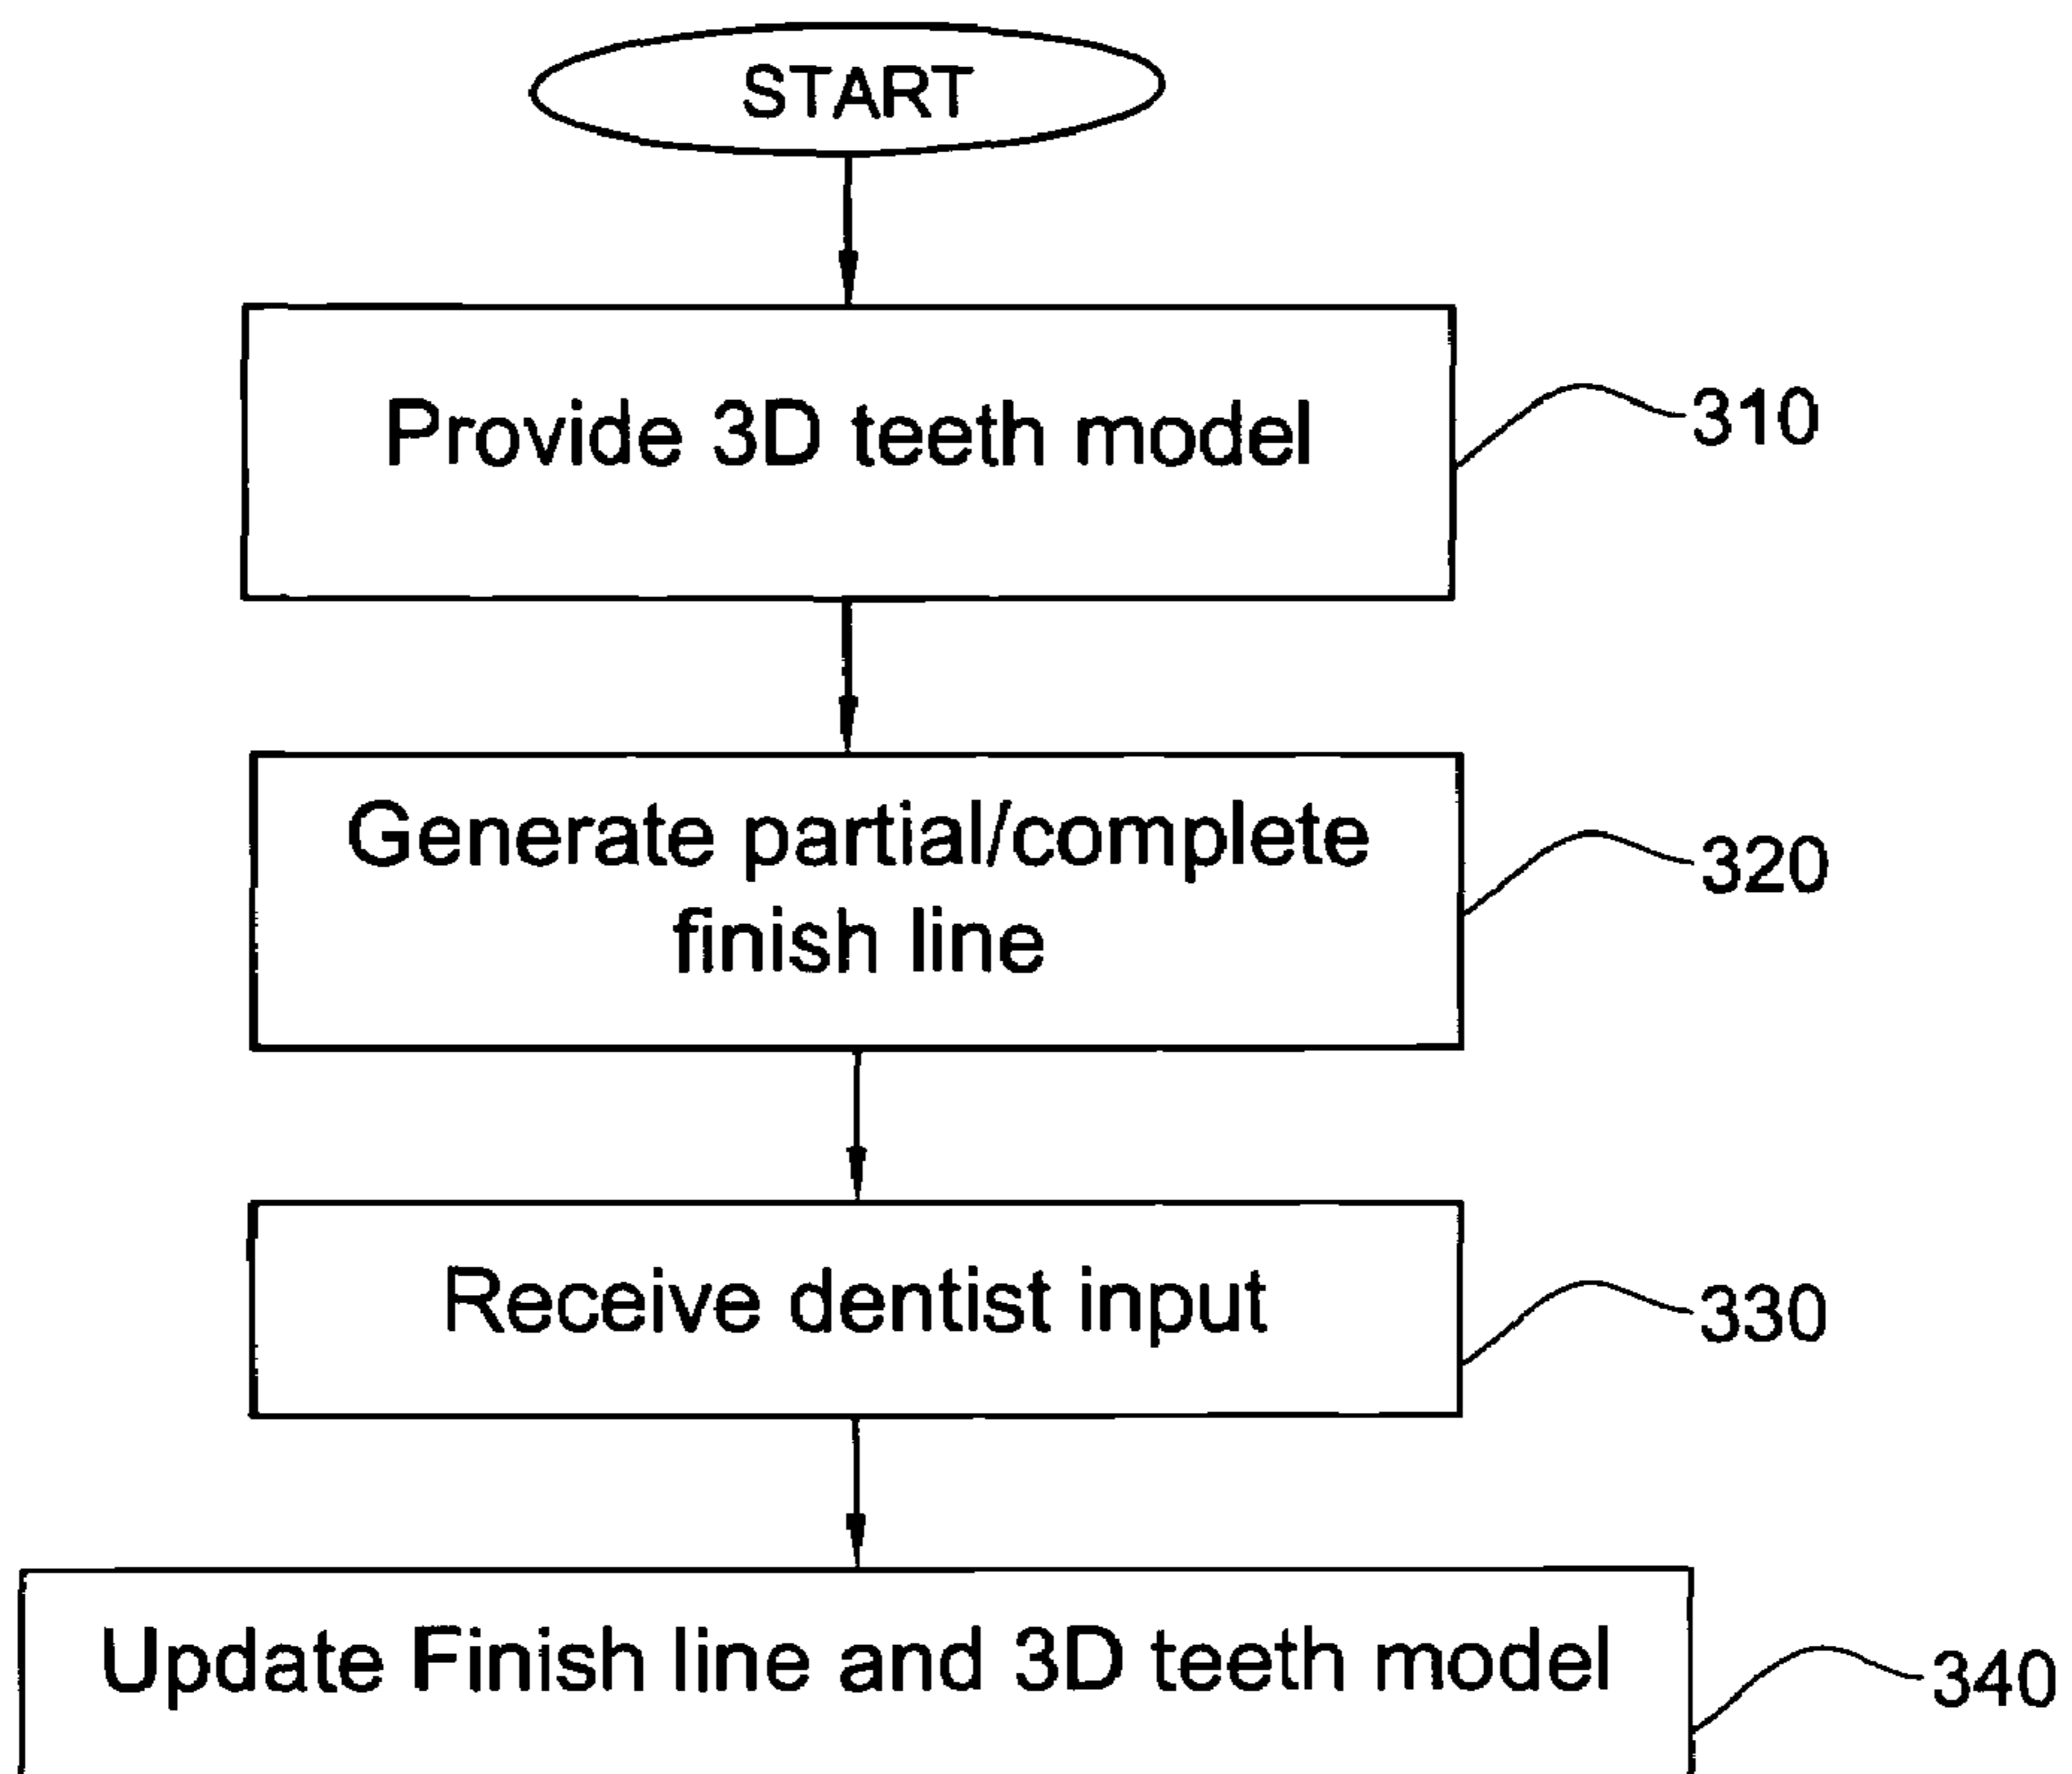 START
Provide 3D teeth model
310
Generate partial/complete
finish line
320
Receive dentist input
330
Update Finish line and 3D teeth model
340